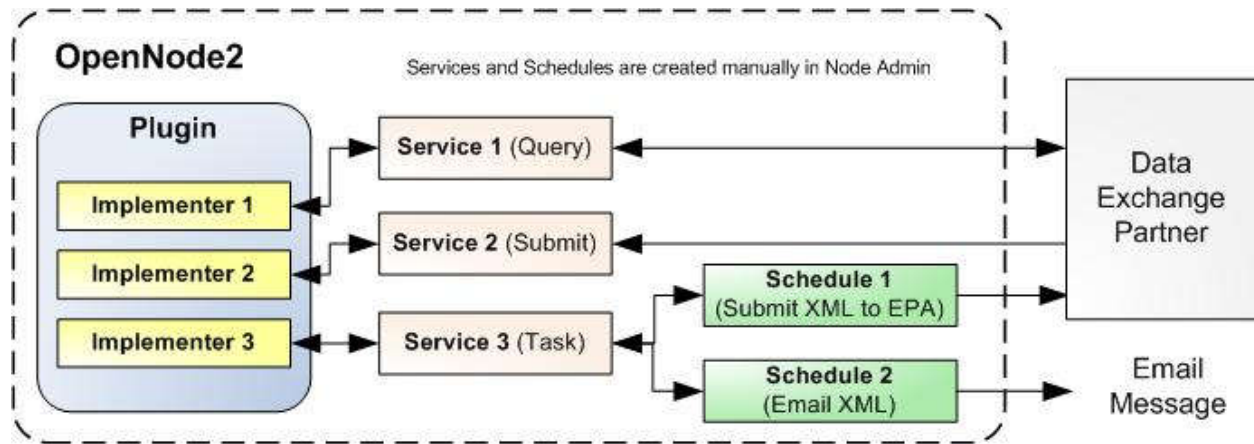 OpenNode2
Services and Schedules are created manually in Node Admin
Plugin
Implementer 1
Implementer 2
Implementer 3
Service 1 (Query)
Service 2 (Submit)
Service 3 (Task)
Schedule 1
(Submit XML to EPA)
Schedule 2
(Email XML)
Data
Exchange
Partner
Email
Message